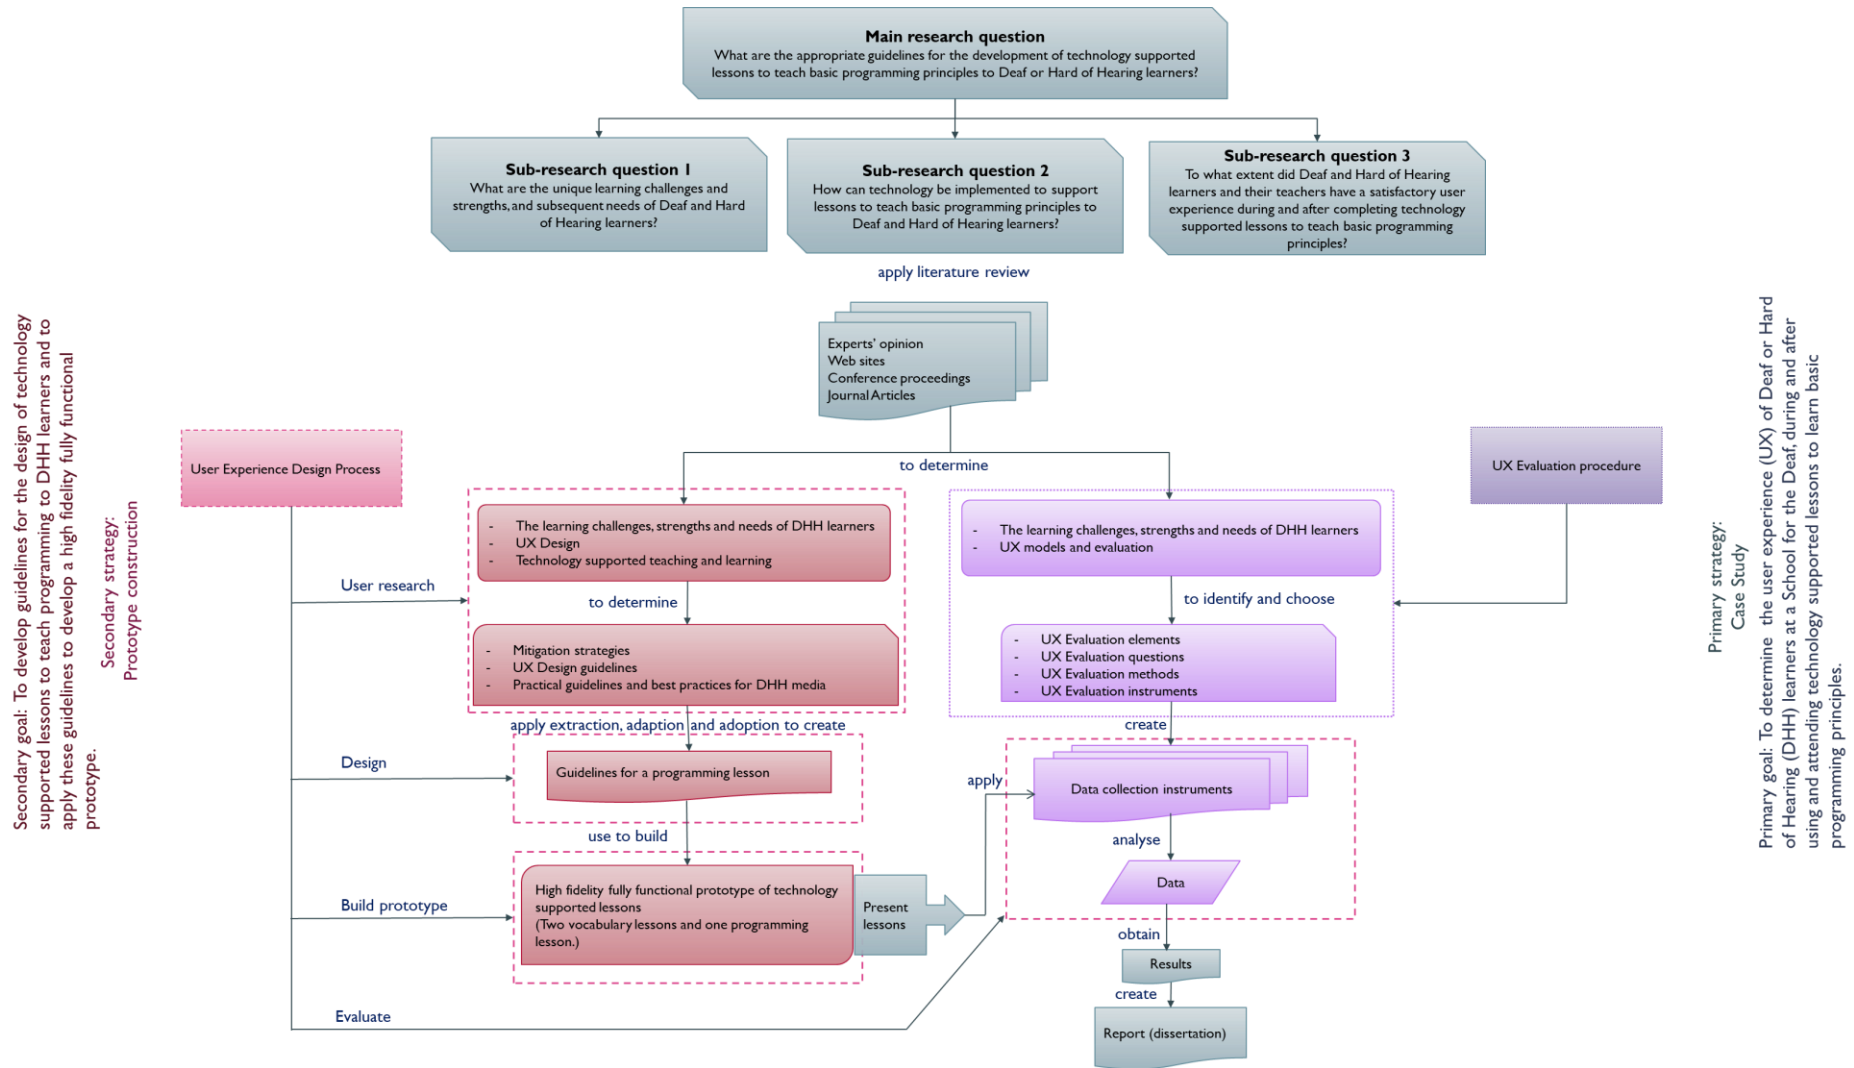 Main research question
What are the appropriate guidelines for the development of technology supported
lessons to teach basic programming principles to Deaf or Hard of Hearing learners?
Sub-research question 1
What are the unique learning challenges and
strengths, and subsequent needs of Deaf and Hard
of Hearing learners?
Sub-research question 2
How can technology be implemented to support
lessons to teach basic programming principles to
Deaf and Hard of Hearing learners?
Sub-research question 3
To what extent did Deaf and Hard of Hearing
learners and their teachers have a satisfactory user
experience during and after completing technology
supported lessons to teach basic programming
principles?
apply literature review
Experts' opinion
Web sites
Conference proceedings
Journal Articles
to determine
Secondary goal: To develop guidelines for the design of technology
supported lessons to teach programming to DHH learners and to
apply these guidelines to develop a high fidelity fully functional
prototype.
Secondary strategy:
Prototype construction
User Experience Design Process
User research
- The learning challenges, strengths and needs of DHH learners
- UX Design
- Technology supported teaching and learning
to determine
- Mitigation strategies
- UX Design guidelines
- Practical guidelines and best practices for DHH media
apply extraction, adaption and adoption to create
Design
Guidelines for a programming lesson
use to build
Build prototype
High fidelity fully functional prototype of technology
supported lessons
(Two vocabulary lessons and one programming
lesson.)
Present
lessons
Evaluate
apply
- The learning challenges, strengths and needs of DHH learners
- UX models and evaluation
to identify and choose
- UX Evaluation elements
- UX Evaluation questions
- UX Evaluation methods
- UX Evaluation instruments
create
Data collection instruments
analyse
Data
obtain
Results
create
Report (dissertation)
UX Evaluation procedure
Primary strategy:
Case Study
Primary goal: To determine the user experience (UX) of Deaf or Hard
of Hearing (DHH) learners at a School for the Deaf, during and after
using and attending technology supported lessons to learn basic
programming principles.